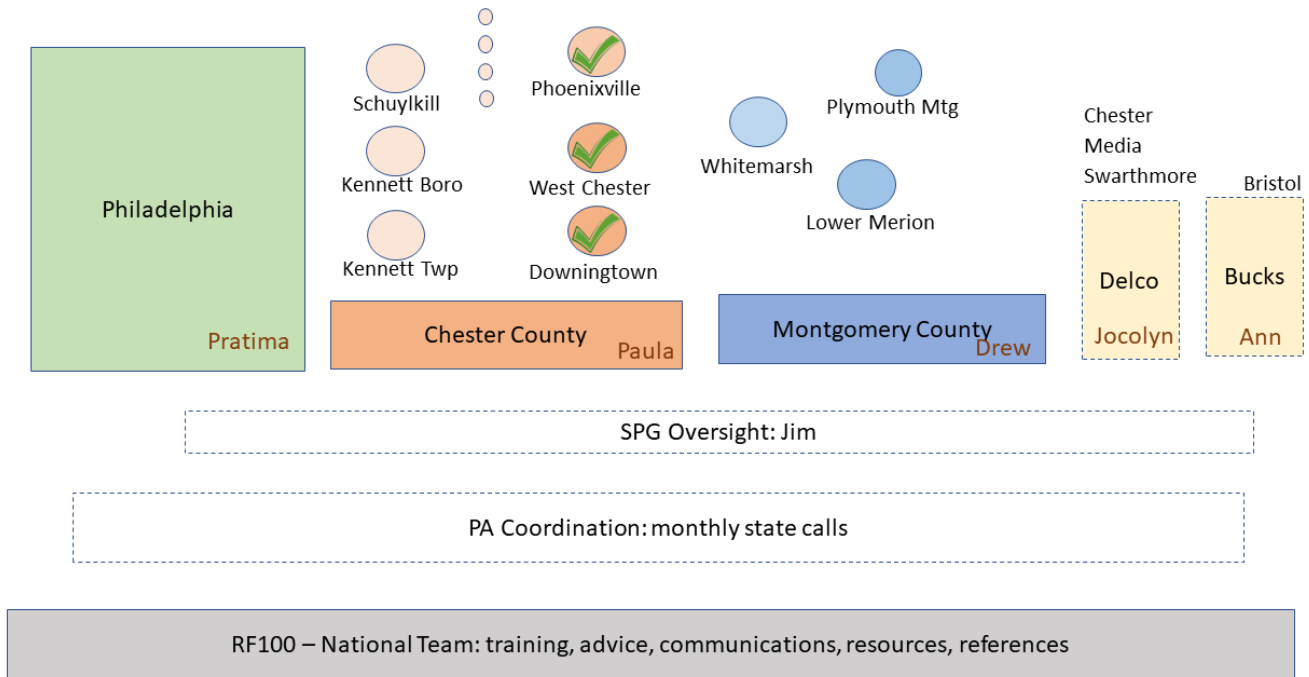 Philadelphia
Pratima
Schuylkill
Kennett Boro
Kennett Twp
Phoenixville
West Chester
Downingtown
Chester County
Paula
Plymouth Mtg
Whitemarsh
Lower Merion
Montgomery County
Drew
Chester
Media
Swarthmore
Delco
Jocolyn
Bristol
Bucks
Ann
SPG Oversight: Jim
PA Coordination: monthly state calls
RF100 – National Team: training, advice, communications, resources, references